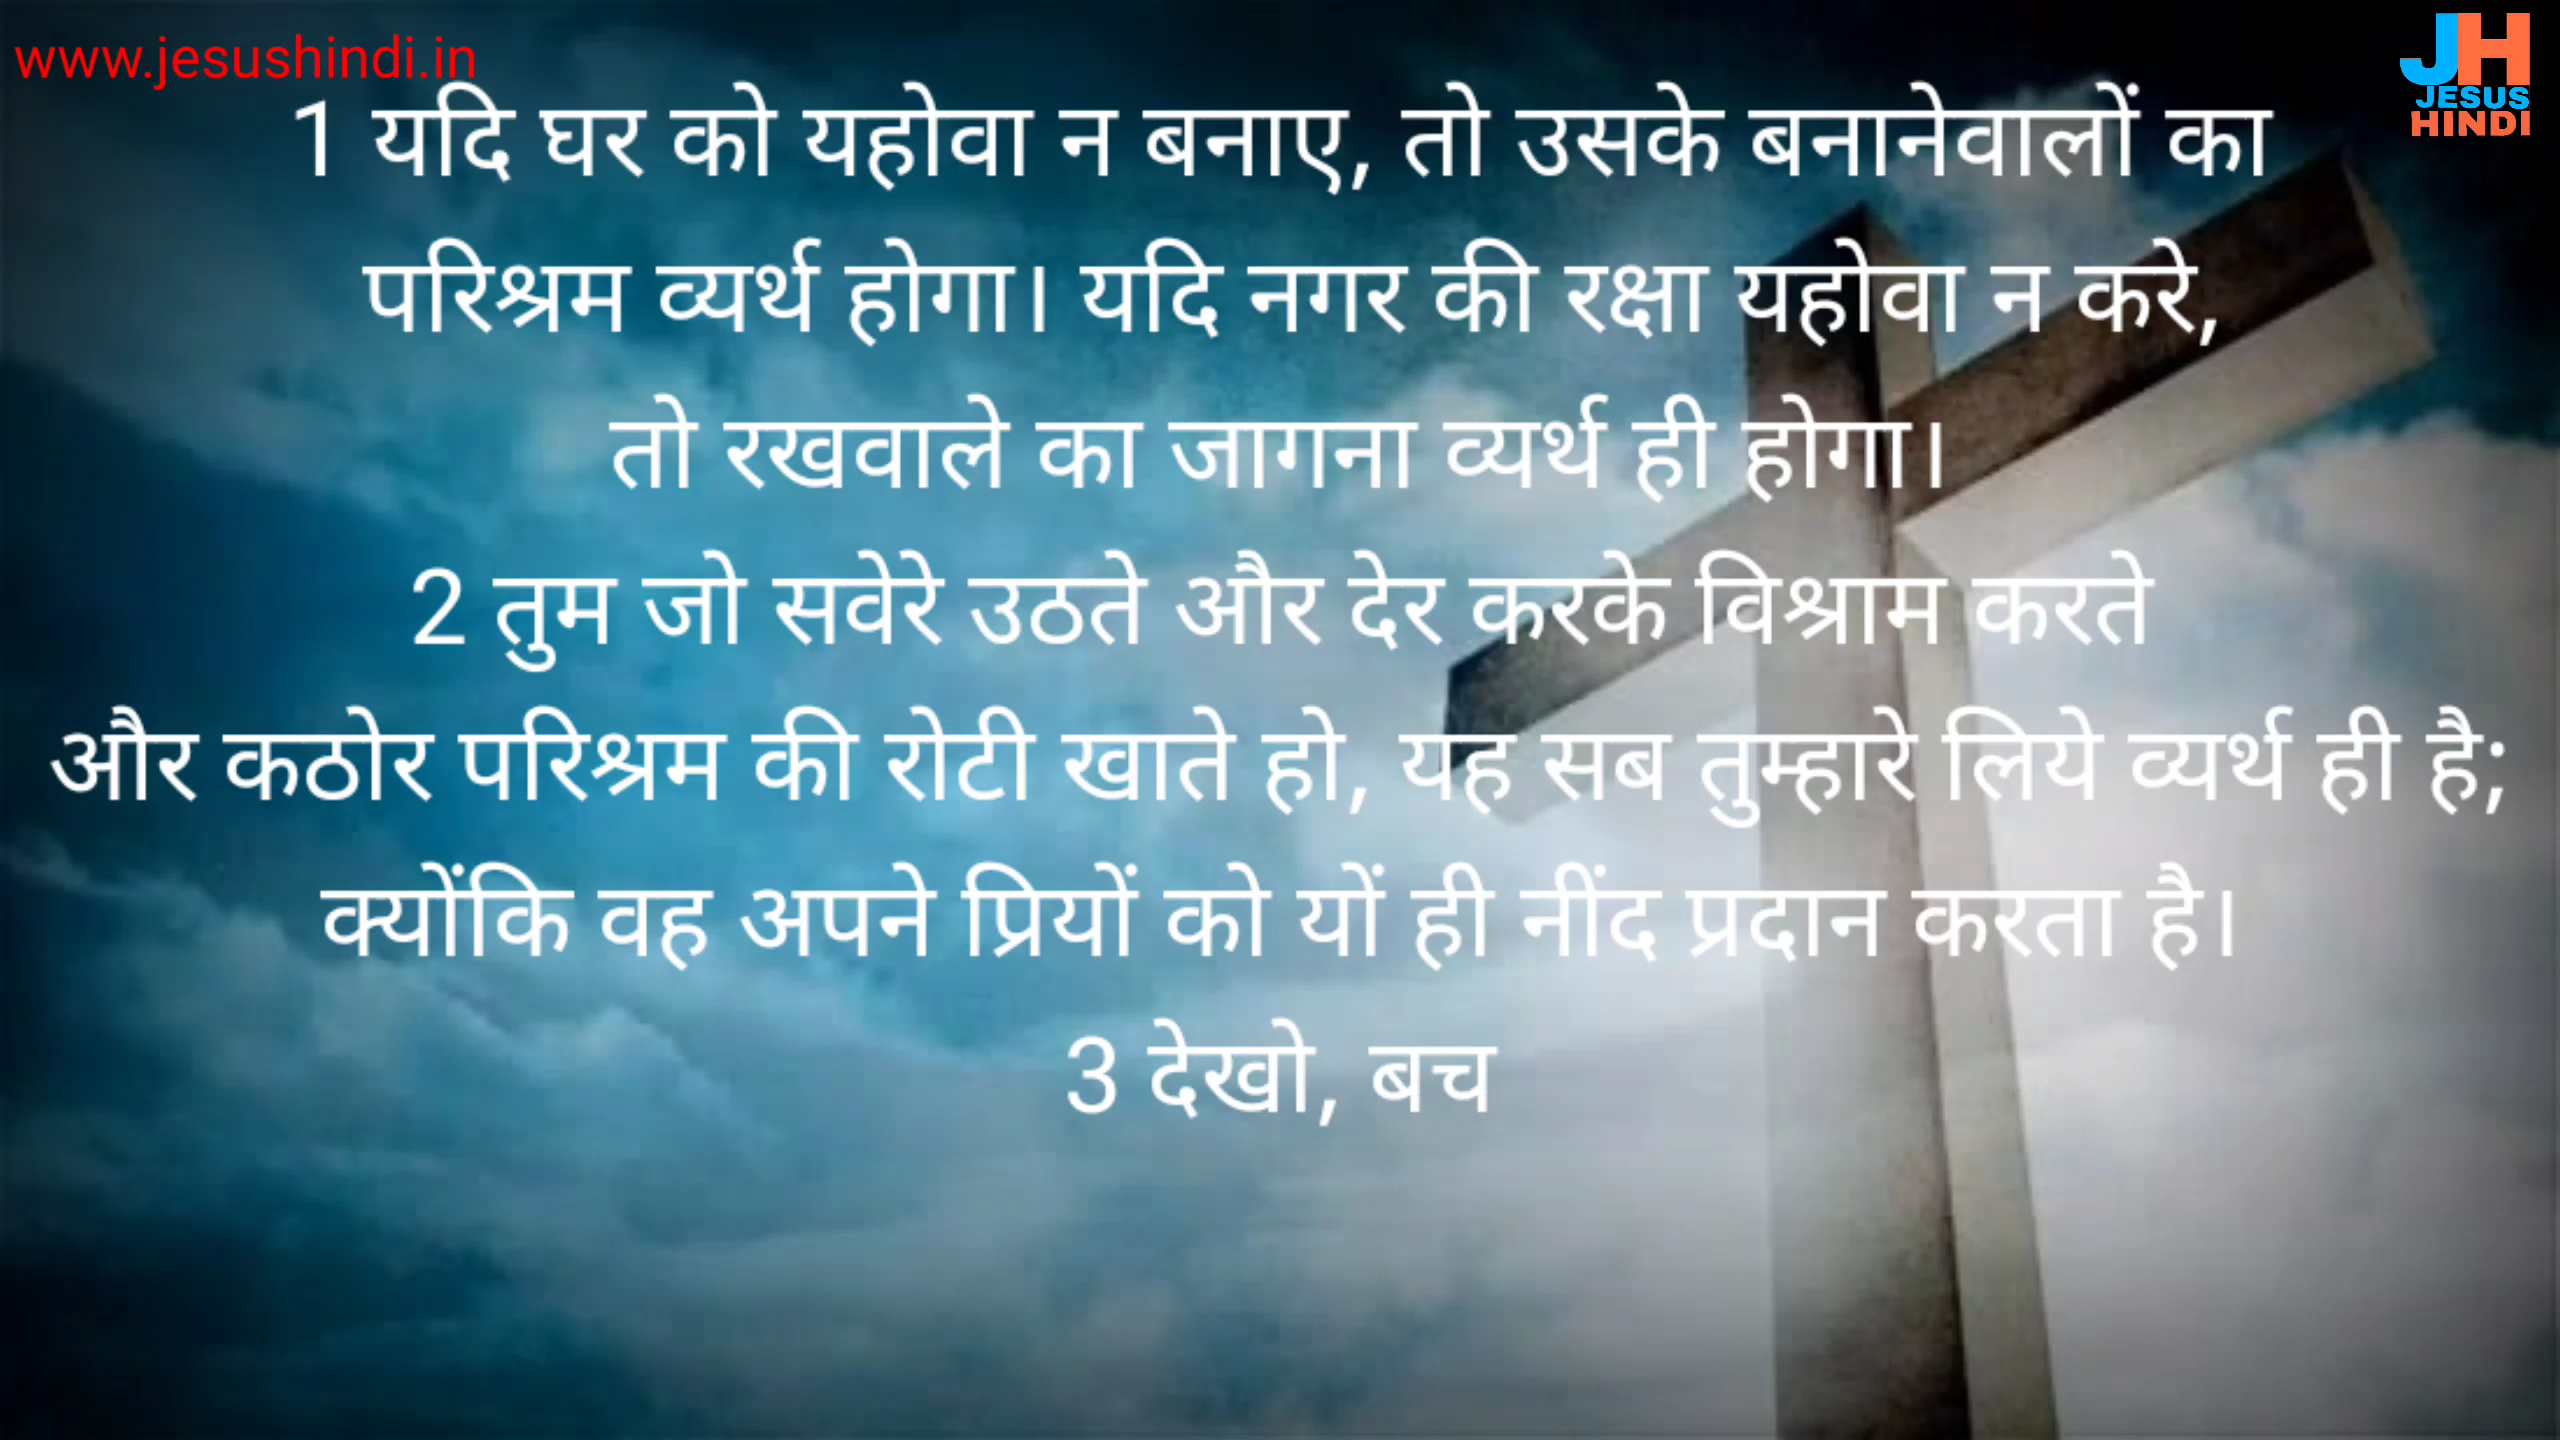 www.jesushindi.in
JH
JESUS
HINDI
1 यदि घर को यहोवा न बनाए, तो उसके बनानेवालों का
परिश्रम व्यर्थ होगा। यदि नगर की रक्षा यहोवा न करे,
तो रखवाले का जागना व्यर्थ ही होगा।
2 तुम जो सवेरे उठते और देर करके विश्राम करते
और कठोर परिश्रम की रोटी खाते हो, यह सब तुम्हारे लिये व्यर्थ ही है;
क्योंकि वह अपने प्रियों को यों ही नींद प्रदान करता है।
3 देखो, बच